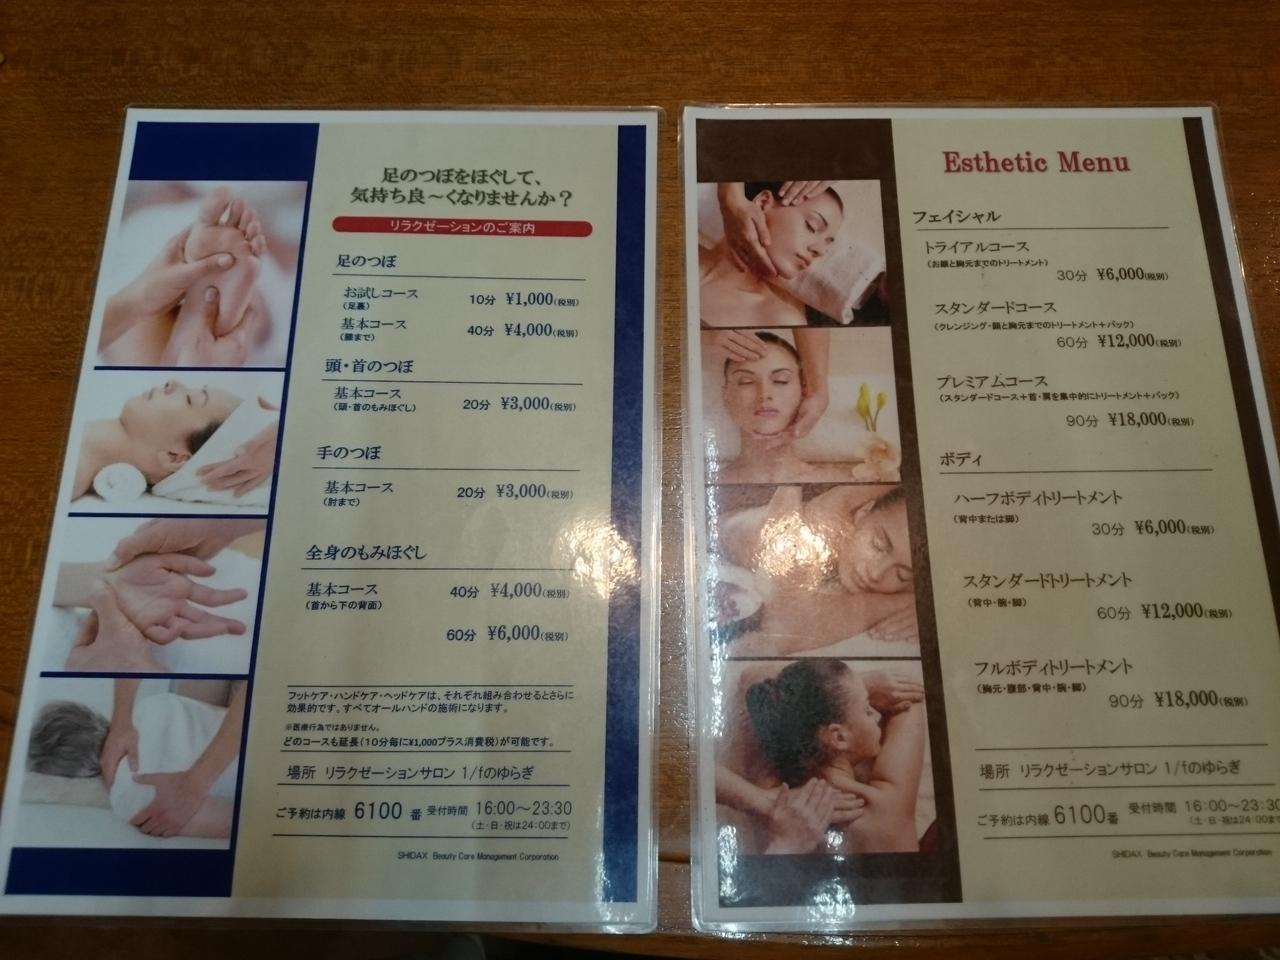 足のつぼをほぐして、
気持ち良～くなりませんか？
リラクゼーションのご案内
足のつぼ
お試しコース 10分 ¥1,000(税別)
(足裏)
基本コース 40分 ¥4,000(税別)
(膝まで)
頭・首のつぼ
基本コース 20分 ¥3,000(税別)
(頭・首のもみほぐし)
手のつぼ
基本コース 20分 ¥3,000(税別)
(肘まで)
全身のもみほぐし
基本コース 40分 ¥4,000(税別)
(首から下の背面)
60分 ¥6,000(税別)
フットケア・ハンドケア・ヘッドケアは、それぞれ組み合わせるとさらに
効果的です。すべてオールハンドの施術になります。
※医療行為ではありません。
どのコースも延長(10分毎に¥1,000プラス消費税)が可能です。
場所 リラクゼーションサロン 1/fのゆらぎ
ご予約は内線 6100 番 受付時間 16:00～23:30
(土・日・祝は24:00まで)
SHIDAX Beauty Care Management Corporation
Esthetic Menu
フェイシャル
トライアルコース
(お顔と胸元までのトリートメント)
30分 ¥6,000(税別)
スタンダードコース
(クレンジング・顔と胸元までのトリートメント+パック)
60分 ¥12,000(税別)
プレミアムコース
(スタンダードコース+首・肩を集中的にトリートメント+パック)
90分 ¥18,000(税別)
ボディ
ハーフボディトリートメント
(背中または脚)
30分 ¥6,000(税別)
スタンダードトリートメント
(背中・腕・脚)
60分 ¥12,000(税別)
フルボディトリートメント
(胸元・腹部・背中・腕・脚)
90分 ¥18,000(税別)
場所 リラクゼーションサロン 1/fのゆらぎ
ご予約は内線 6100番 受付時間 16:00～23:30
(土・日・祝は24:00まで)
SHIDAX Beauty Care Management Corporation